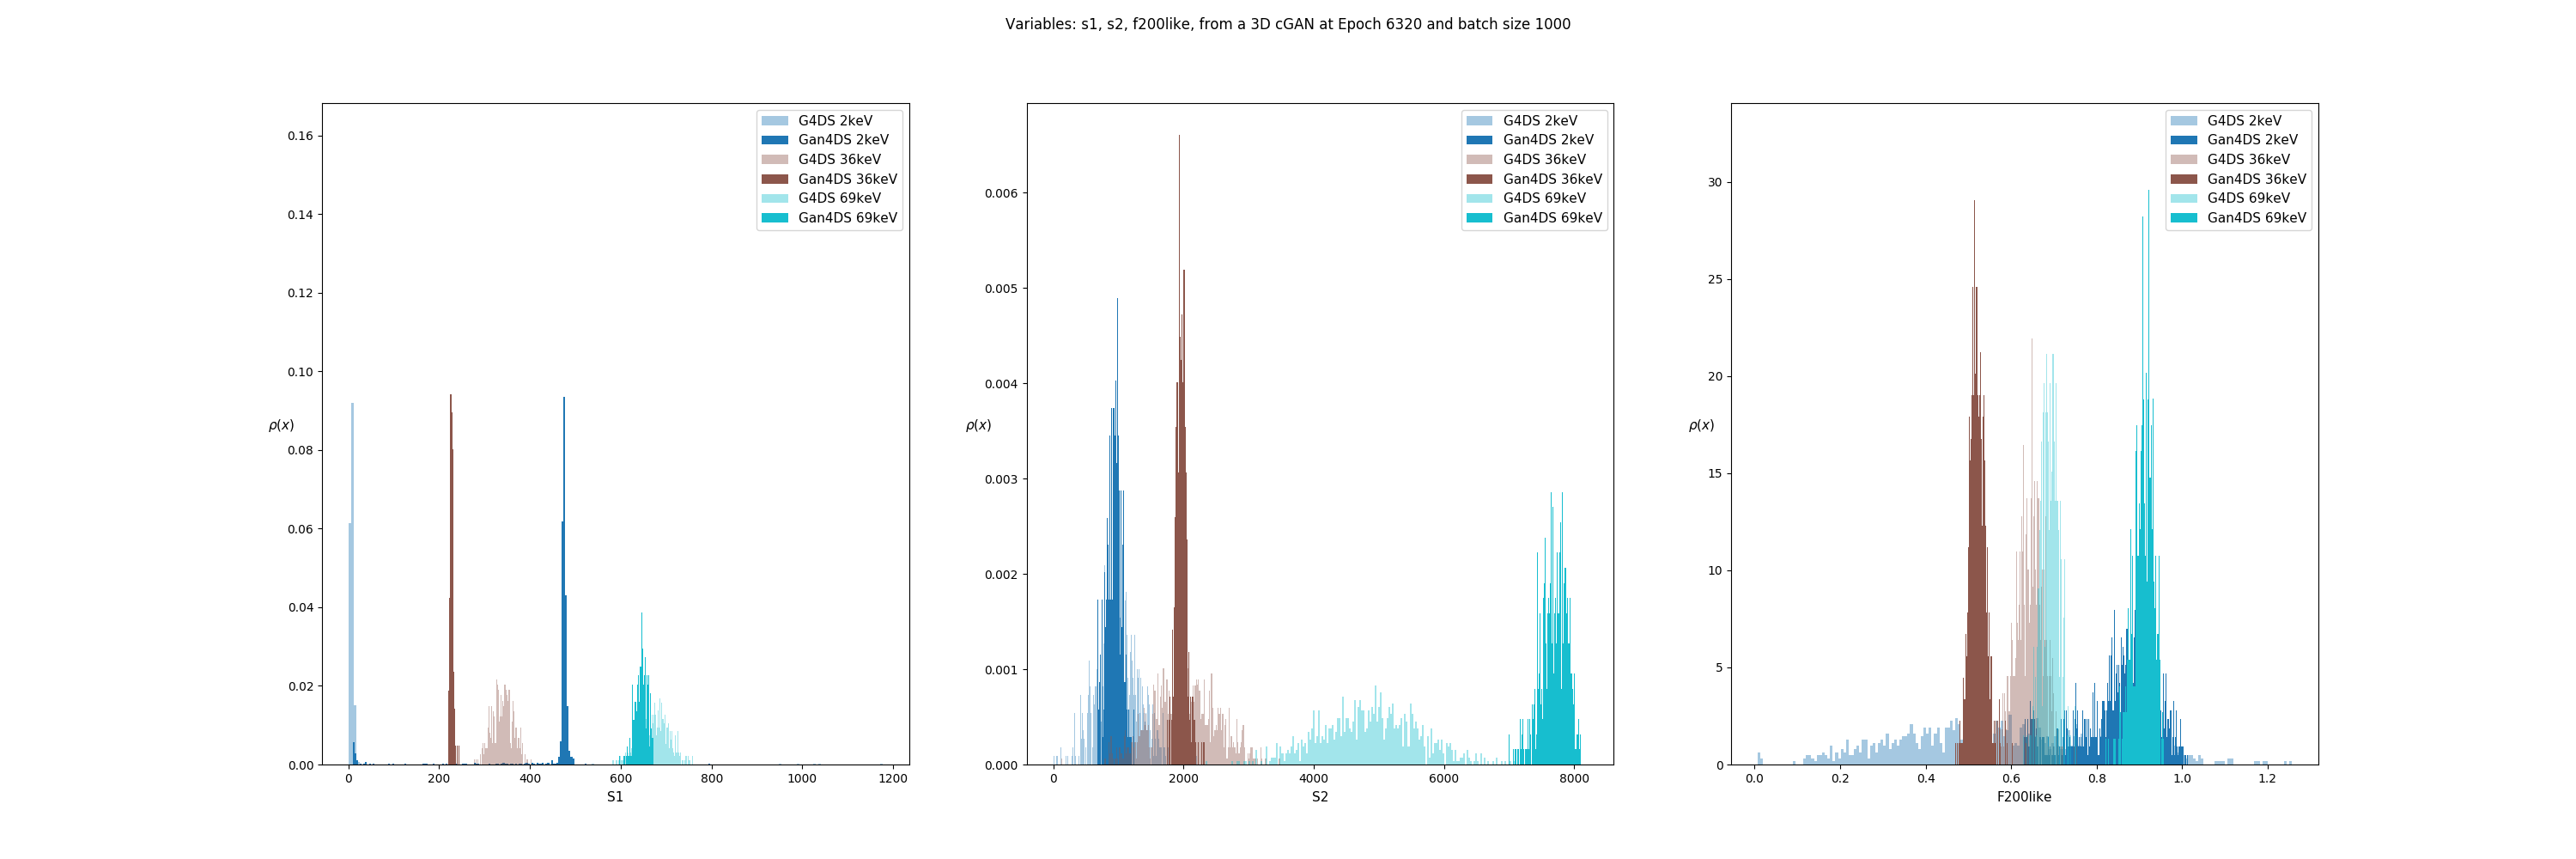 Variables: s1, s2, f200like, from a 3D cGAN at Epoch 6320 and batch size 1000
0.16
0.14
0.12
0.10
0.08
0.06
0.04
0.02
0.00
ρ(x)
0
200
400
600
800
1000
1200
S1
G4DS 2keV
Gan4DS 2keV
G4DS 36keV
Gan4DS 36keV
G4DS 69keV
Gan4DS 69keV
0.006
0.005
0.004
0.003
0.002
0.001
0.000
ρ(x)
0
2000
4000
6000
8000
S2
G4DS 2keV
Gan4DS 2keV
G4DS 36keV
Gan4DS 36keV
G4DS 69keV
Gan4DS 69keV
30
25
20
15
10
5
0
ρ(x)
0.0
0.2
0.4
0.6
0.8
1.0
1.2
F200like
G4DS 2keV
Gan4DS 2keV
G4DS 36keV
Gan4DS 36keV
G4DS 69keV
Gan4DS 69keV